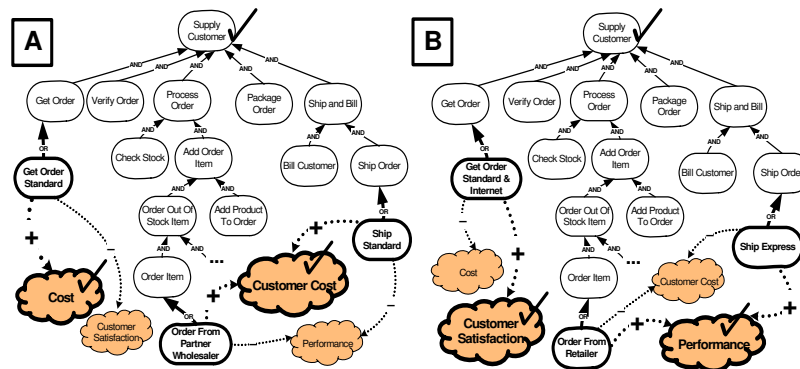 A
Supply
Customer
AND
AND
AND
AND
AND
Get Order
Verify Order
Process
Order
Package
Order
Ship and Bill
OR
AND
AND
AND
AND
Get Order
Standard
Check Stock
Add Order
Item
Bill Customer
Ship Order
AND
AND
OR
Order Out Of
Stock Item
Add Product
To Order
Ship
Standard
+
–
AND
AND
...
+
–
Order Item
Cost
Customer
Satisfaction
Customer Cost
OR
+
Order From
Partner
Wholesaler
–
Performance
B
Supply
Customer
AND
AND
AND
AND
AND
Get Order
Verify Order
Process
Order
Package
Order
Ship and Bill
OR
AND
AND
AND
AND
Get Order
Standard &
Internet
Check Stock
Add Order
Item
Bill Customer
Ship Order
AND
AND
OR
Order Out Of
Stock Item
Add Product
To Order
Ship Express
–
+
AND
AND
...
–
+
Cost
Order Item
Customer Cost
Customer
Satisfaction
OR
–
Order From
Retailer
+
Performance